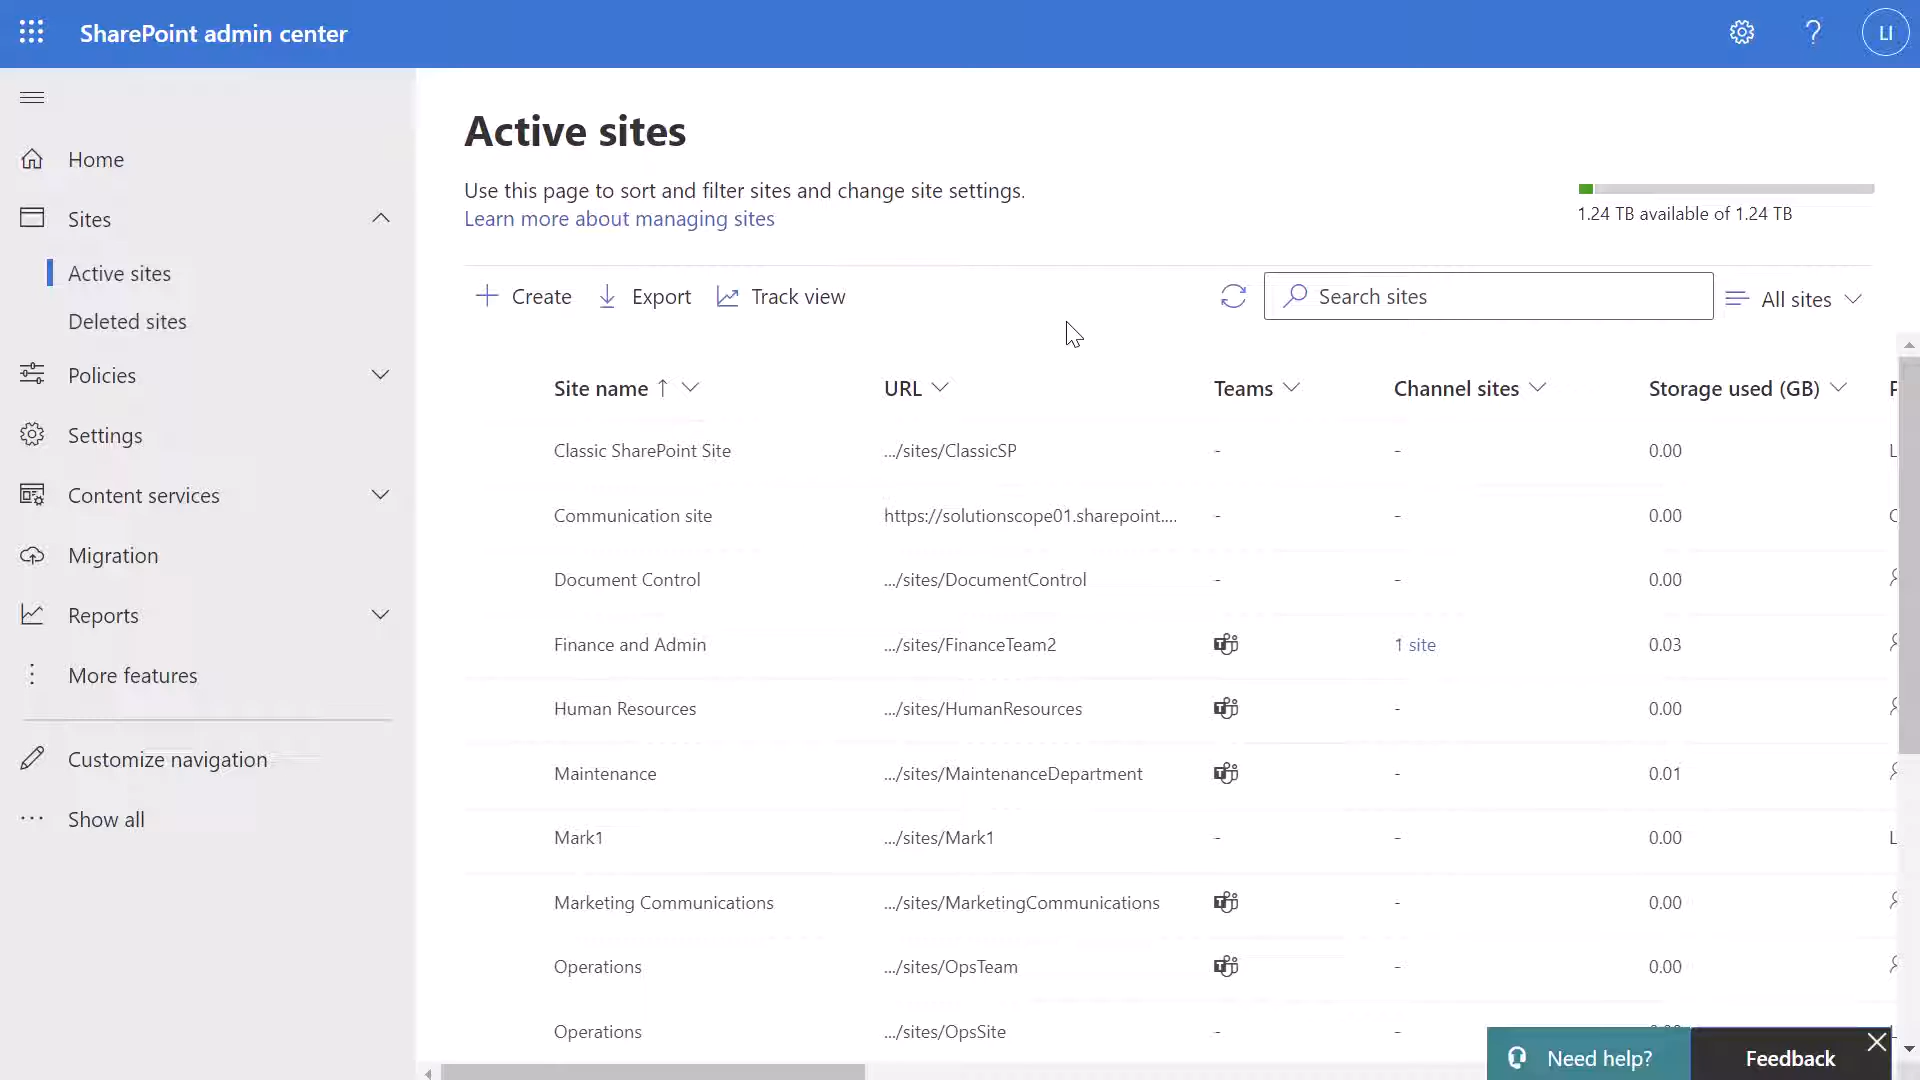 SharePoint admin center
LI
Home
Sites
Active sites
Deleted sites
Policies
Settings
Content services
Migration
Reports
More features
Customize navigation
Show all
Active sites
Use this page to sort and filter sites and change site settings.
Learn more about managing sites
1.24 TB available of 1.24 TB
Create Export Track view Search sites All sites
Site name ↑ URL Teams Channel sites Storage used (GB)
Classic SharePoint Site .../sites/ClassicSP - - 0.00
Communication site https://solutionscope01.sharepoint.... - - 0.00
Document Control .../sites/DocumentControl - - 0.00
Finance and Admin .../sites/FinanceTeam2 1 site 0.03
Human Resources .../sites/HumanResources - 0.00
Maintenance .../sites/MaintenanceDepartment - 0.01
Mark1 .../sites/Mark1 - - 0.00
Marketing Communications .../sites/MarketingCommunications - 0.00
Operations .../sites/OpsTeam - 0.00
Operations .../sites/OpsSite - -
Need help? Feedback